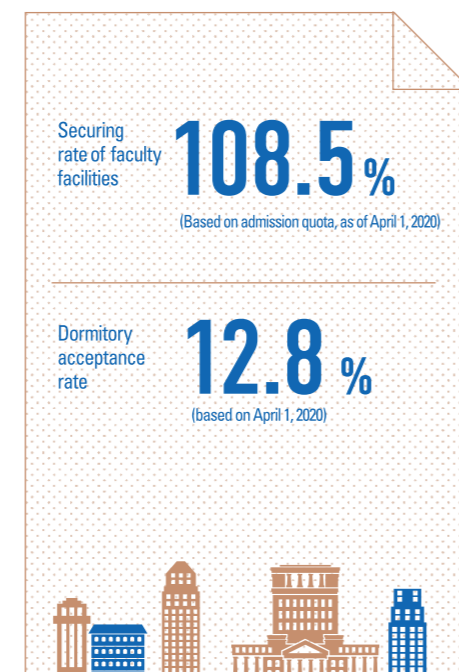 Securing
rate of faculty
facilities
108.5 %
(Based on admission quota, as of April 1, 2020)
Dormitory
acceptance
rate
12.8 %
(based on April 1, 2020)